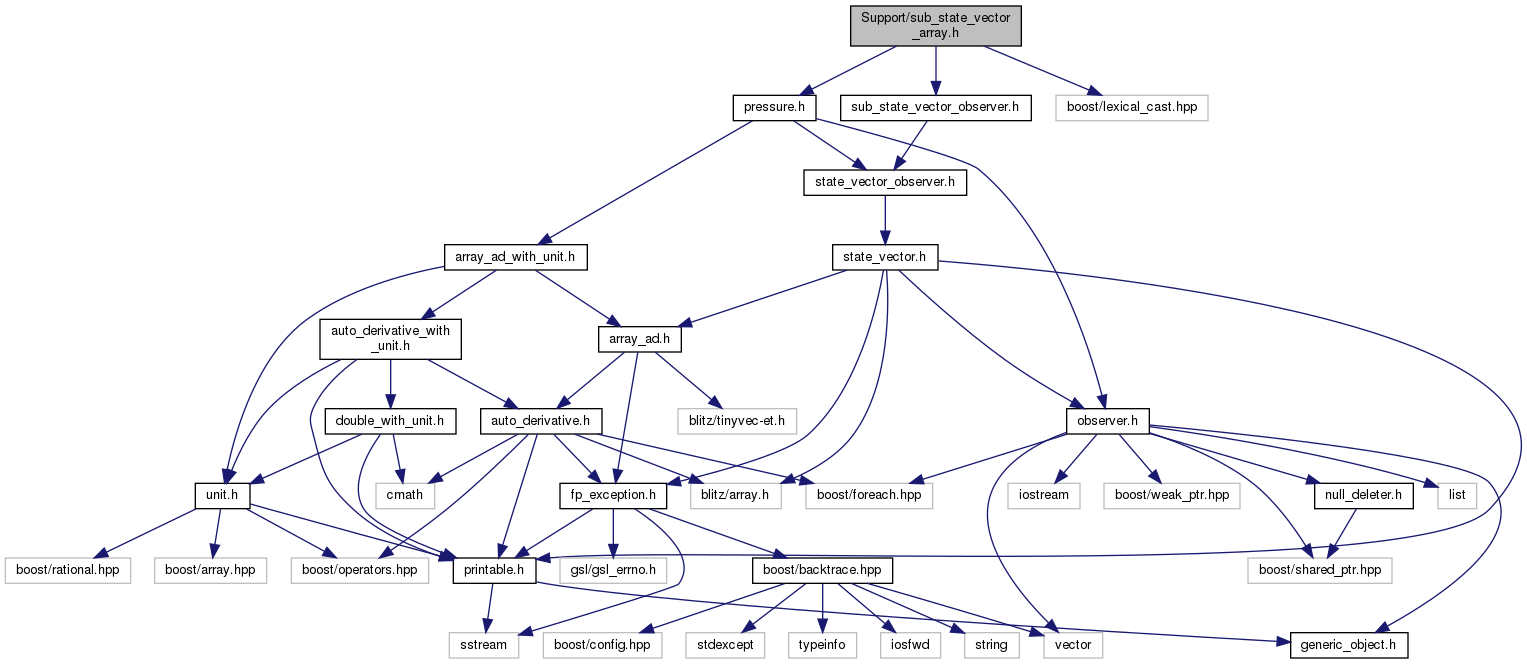 Support/sub_state_vector
_array.h
pressure.h
sub_state_vector_observer.h
boost/lexical_cast.hpp
state_vector_observer.h
array_ad_with_unit.h
state_vector.h
auto_derivative_with
_unit.h
array_ad.h
double_with_unit.h
auto_derivative.h
blitz/tinyvec-et.h
observer.h
unit.h
cmath
fp_exception.h
blitz/array.h
boost/foreach.hpp
iostream
boost/weak_ptr.hpp
null_deleter.h
list
boost/rational.hpp
boost/array.hpp
boost/operators.hpp
printable.h
gsl/gsl_errno.h
boost/backtrace.hpp
boost/shared_ptr.hpp
sstream
boost/config.hpp
stdexcept
typeinfo
iosfwd
string
vector
generic_object.h